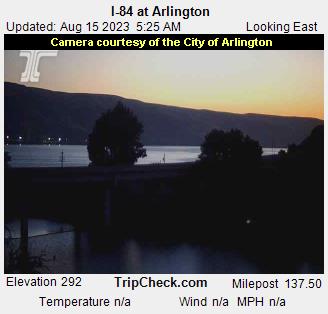 I-84 at Arlington
Updated: Aug 15 2023 5:25 AM Looking East
Camera courtesy of the City of Arlington
Elevation 292 TripCheck.com Milepost 137.50
Temperature n/a Wind n/a MPH n/a